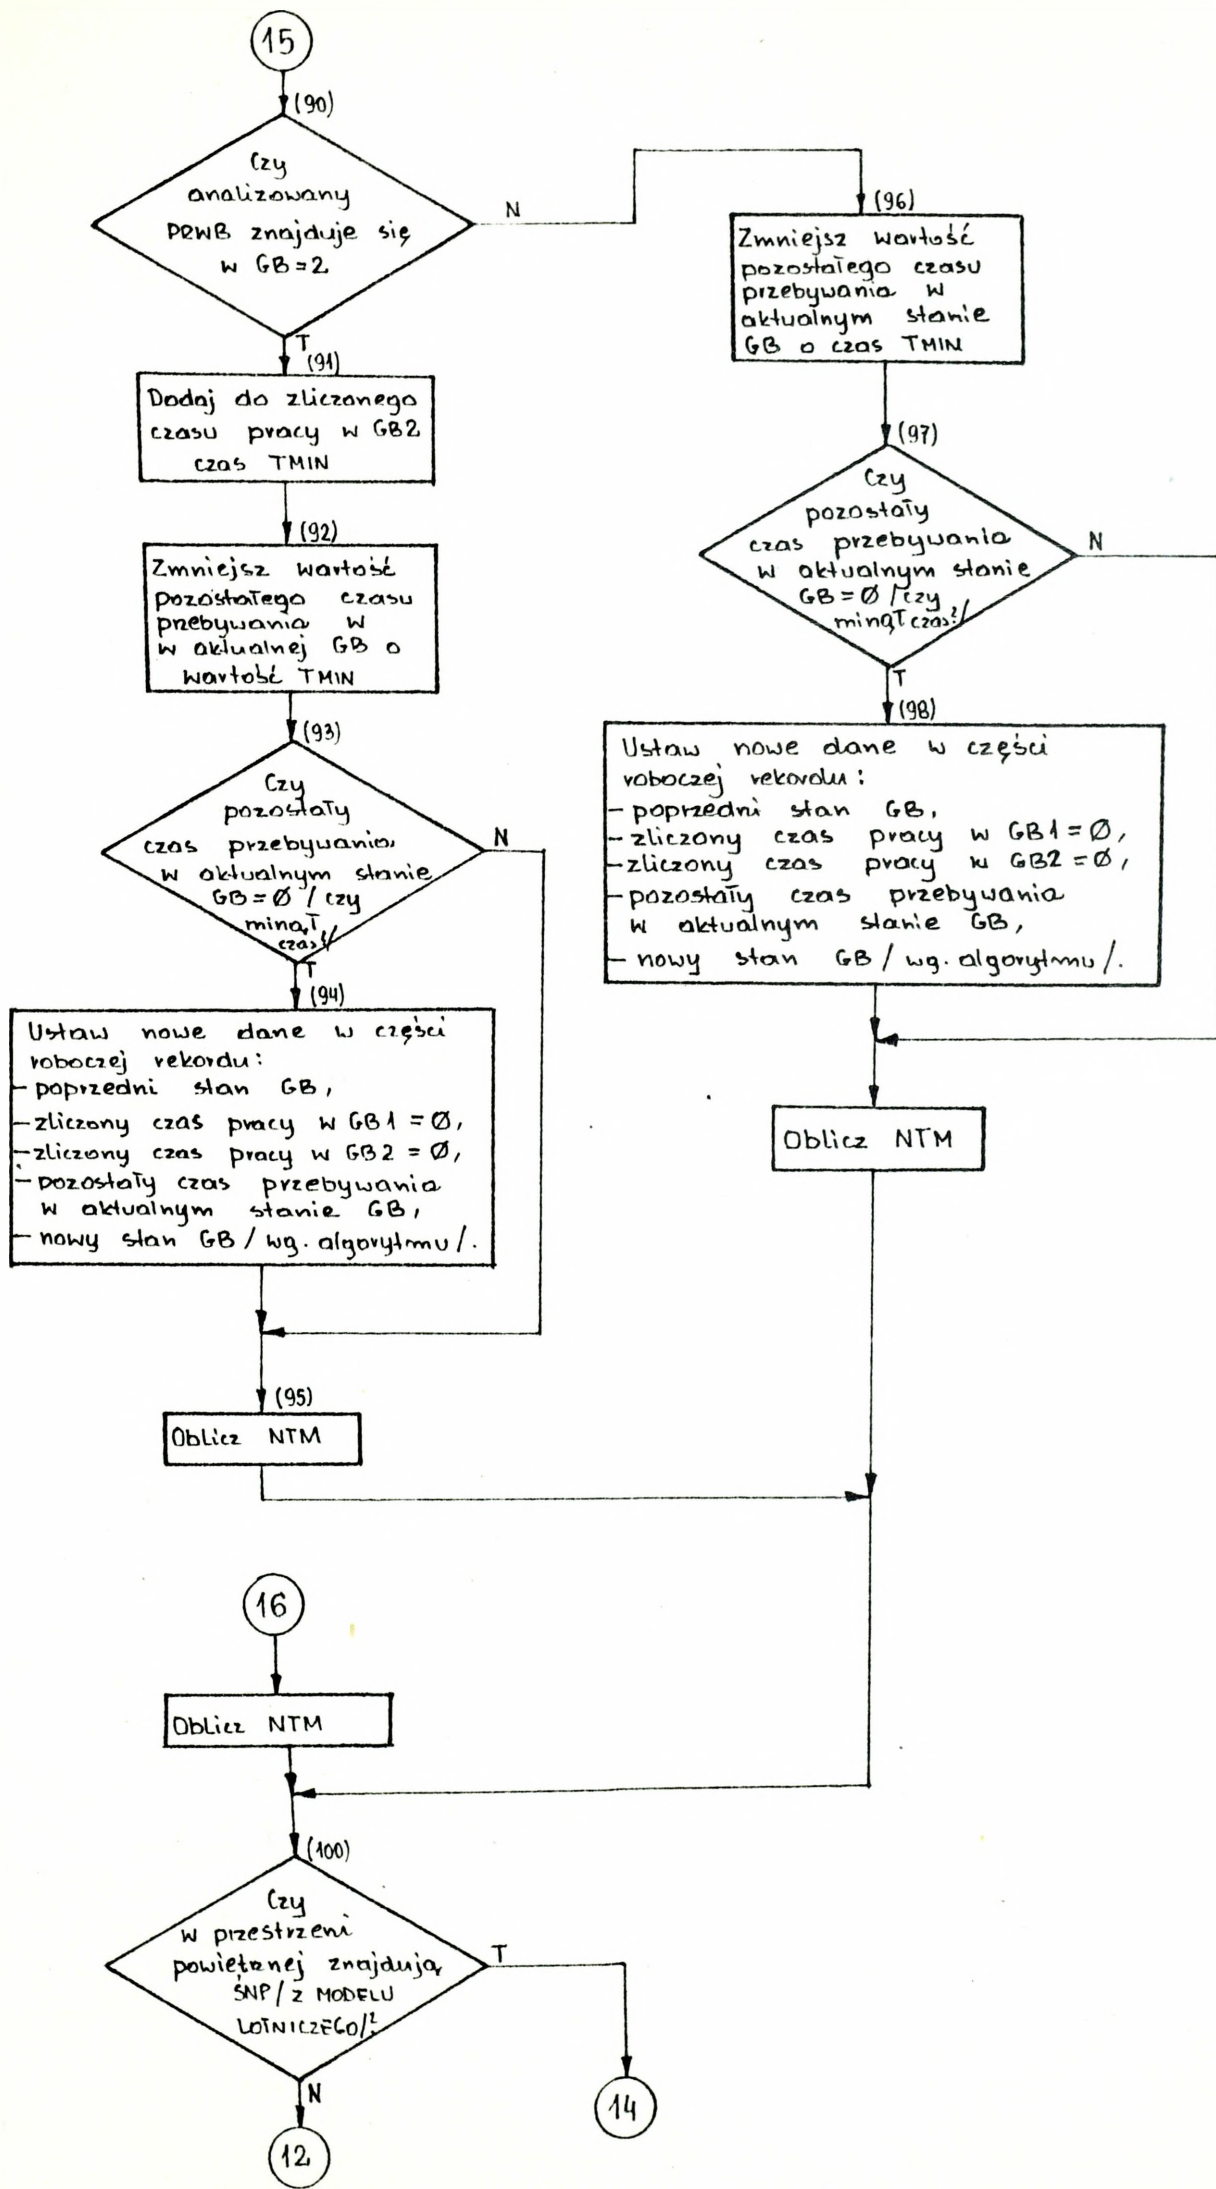 15
(90)
Czy
analizowany
PRWB znajduje się
w GB=2
N
T
(91)
Dodaj do zliczonego
czasu pracy w GB2
czas TMIN
(92)
Zmniejsz wartość
pozostałego czasu
przebywania w
w aktualnej GB o
wartość TMIN
(93)
Czy
pozostały
czas przebywania
w aktualnym stanie
GB=Ø / czy
minął
czas?/
N
T
(94)
Ustaw nowe dane w części
roboczej rekordu:
- poprzedni stan GB,
- zliczony czas pracy w GB1 = Ø,
- zliczony czas pracy w GB2 = Ø,
- pozostały czas przebywania
w aktualnym stanie GB,
- nowy stan GB / wg. algorytmu/.
(95)
Oblicz NTM
(96)
Zmniejsz wartość
pozostałego czasu
przebywania w
aktualnym stanie
GB o czas TMIN
(97)
Czy
pozostały
czas przebywania
w aktualnym stanie
GB = Ø / czy
minął czas?/
N
T
(98)
Ustaw nowe dane w części
roboczej rekordu:
- poprzedni stan GB,
- zliczony czas pracy w GB1 = Ø,
- zliczony czas pracy w GB2 = Ø,
- pozostały czas przebywania
w aktualnym stanie GB,
- nowy stan GB / wg. algorytmu/.
Oblicz NTM
16
Oblicz NTM
(100)
Czy
w przestrzeni
powietrznej znajdują
ŚNP/ Z MODELU
LOTNICZEGO/?
T
N
14
12